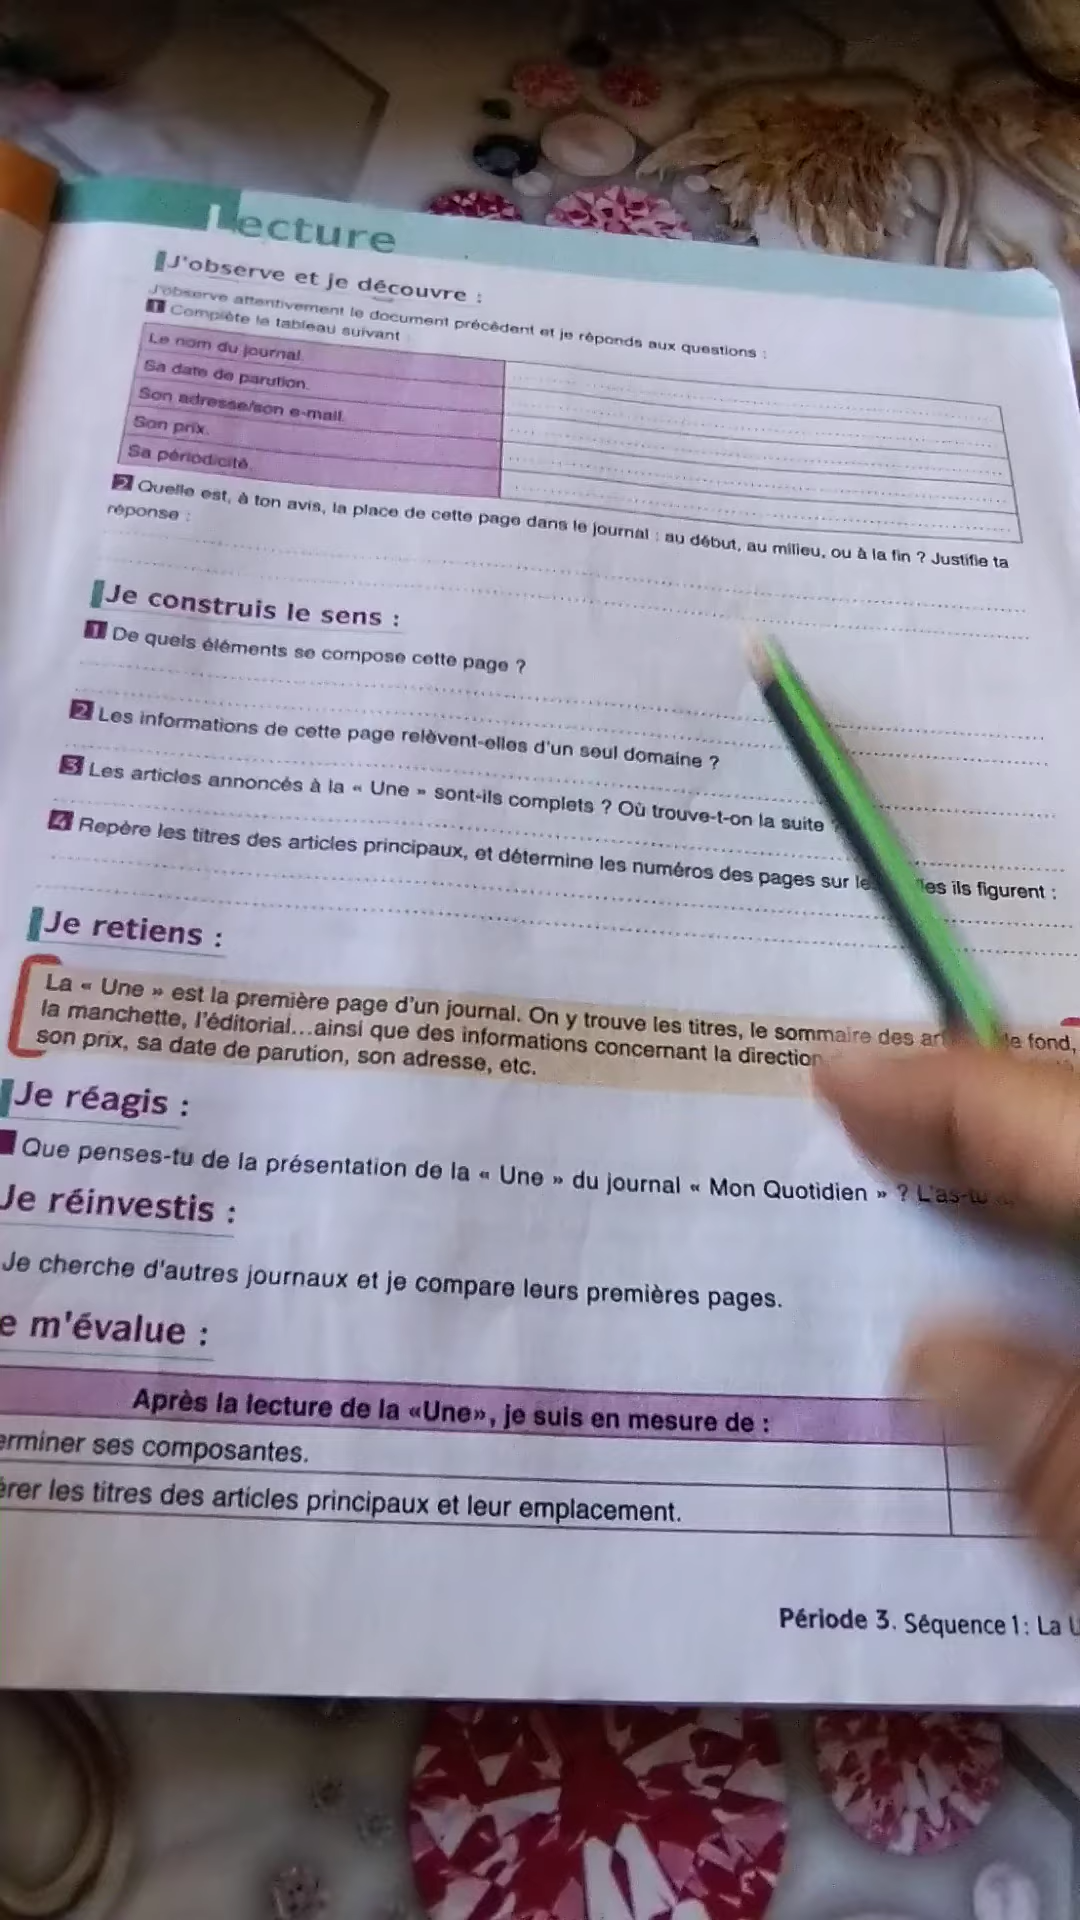 Lecture
J'observe et je découvre :
J'observe attentivement le document précédent et je réponds aux questions :
1 Complète le tableau suivant
Le nom du journal.
Sa date de parution.
Son adresse/son e-mail.
Son prix.
Sa périodicité.
2 Quelle est, à ton avis, la place de cette page dans le journal : au début, au milieu, ou à la fin ? Justifie ta
réponse :
Je construis le sens :
1 De quels éléments se compose cette page ?
2 Les informations de cette page relèvent-elles d'un seul domaine ?
3 Les articles annoncés à la « Une » sont-ils complets ? Où trouve-t-on la suite ?
4 Repère les titres des articles principaux, et détermine les numéros des pages sur les ils figurent :
Je retiens :
La « Une » est la première page d'un journal. On y trouve les titres, le sommaire des de fond,
la manchette, l'éditorial...ainsi que des informations concernant la direction
son prix, sa date de parution, son adresse, etc.
Je réagis :
Que penses-tu de la présentation de la « Une » du journal « Mon Quotidien » ? L'as-tu
Je réinvestis :
Je cherche d'autres journaux et je compare leurs premières pages.
e m'évalue :
Après la lecture de la «Une», je suis en mesure de :
erminer ses composantes.
érer les titres des articles principaux et leur emplacement.
Période 3. Séquence 1: La U